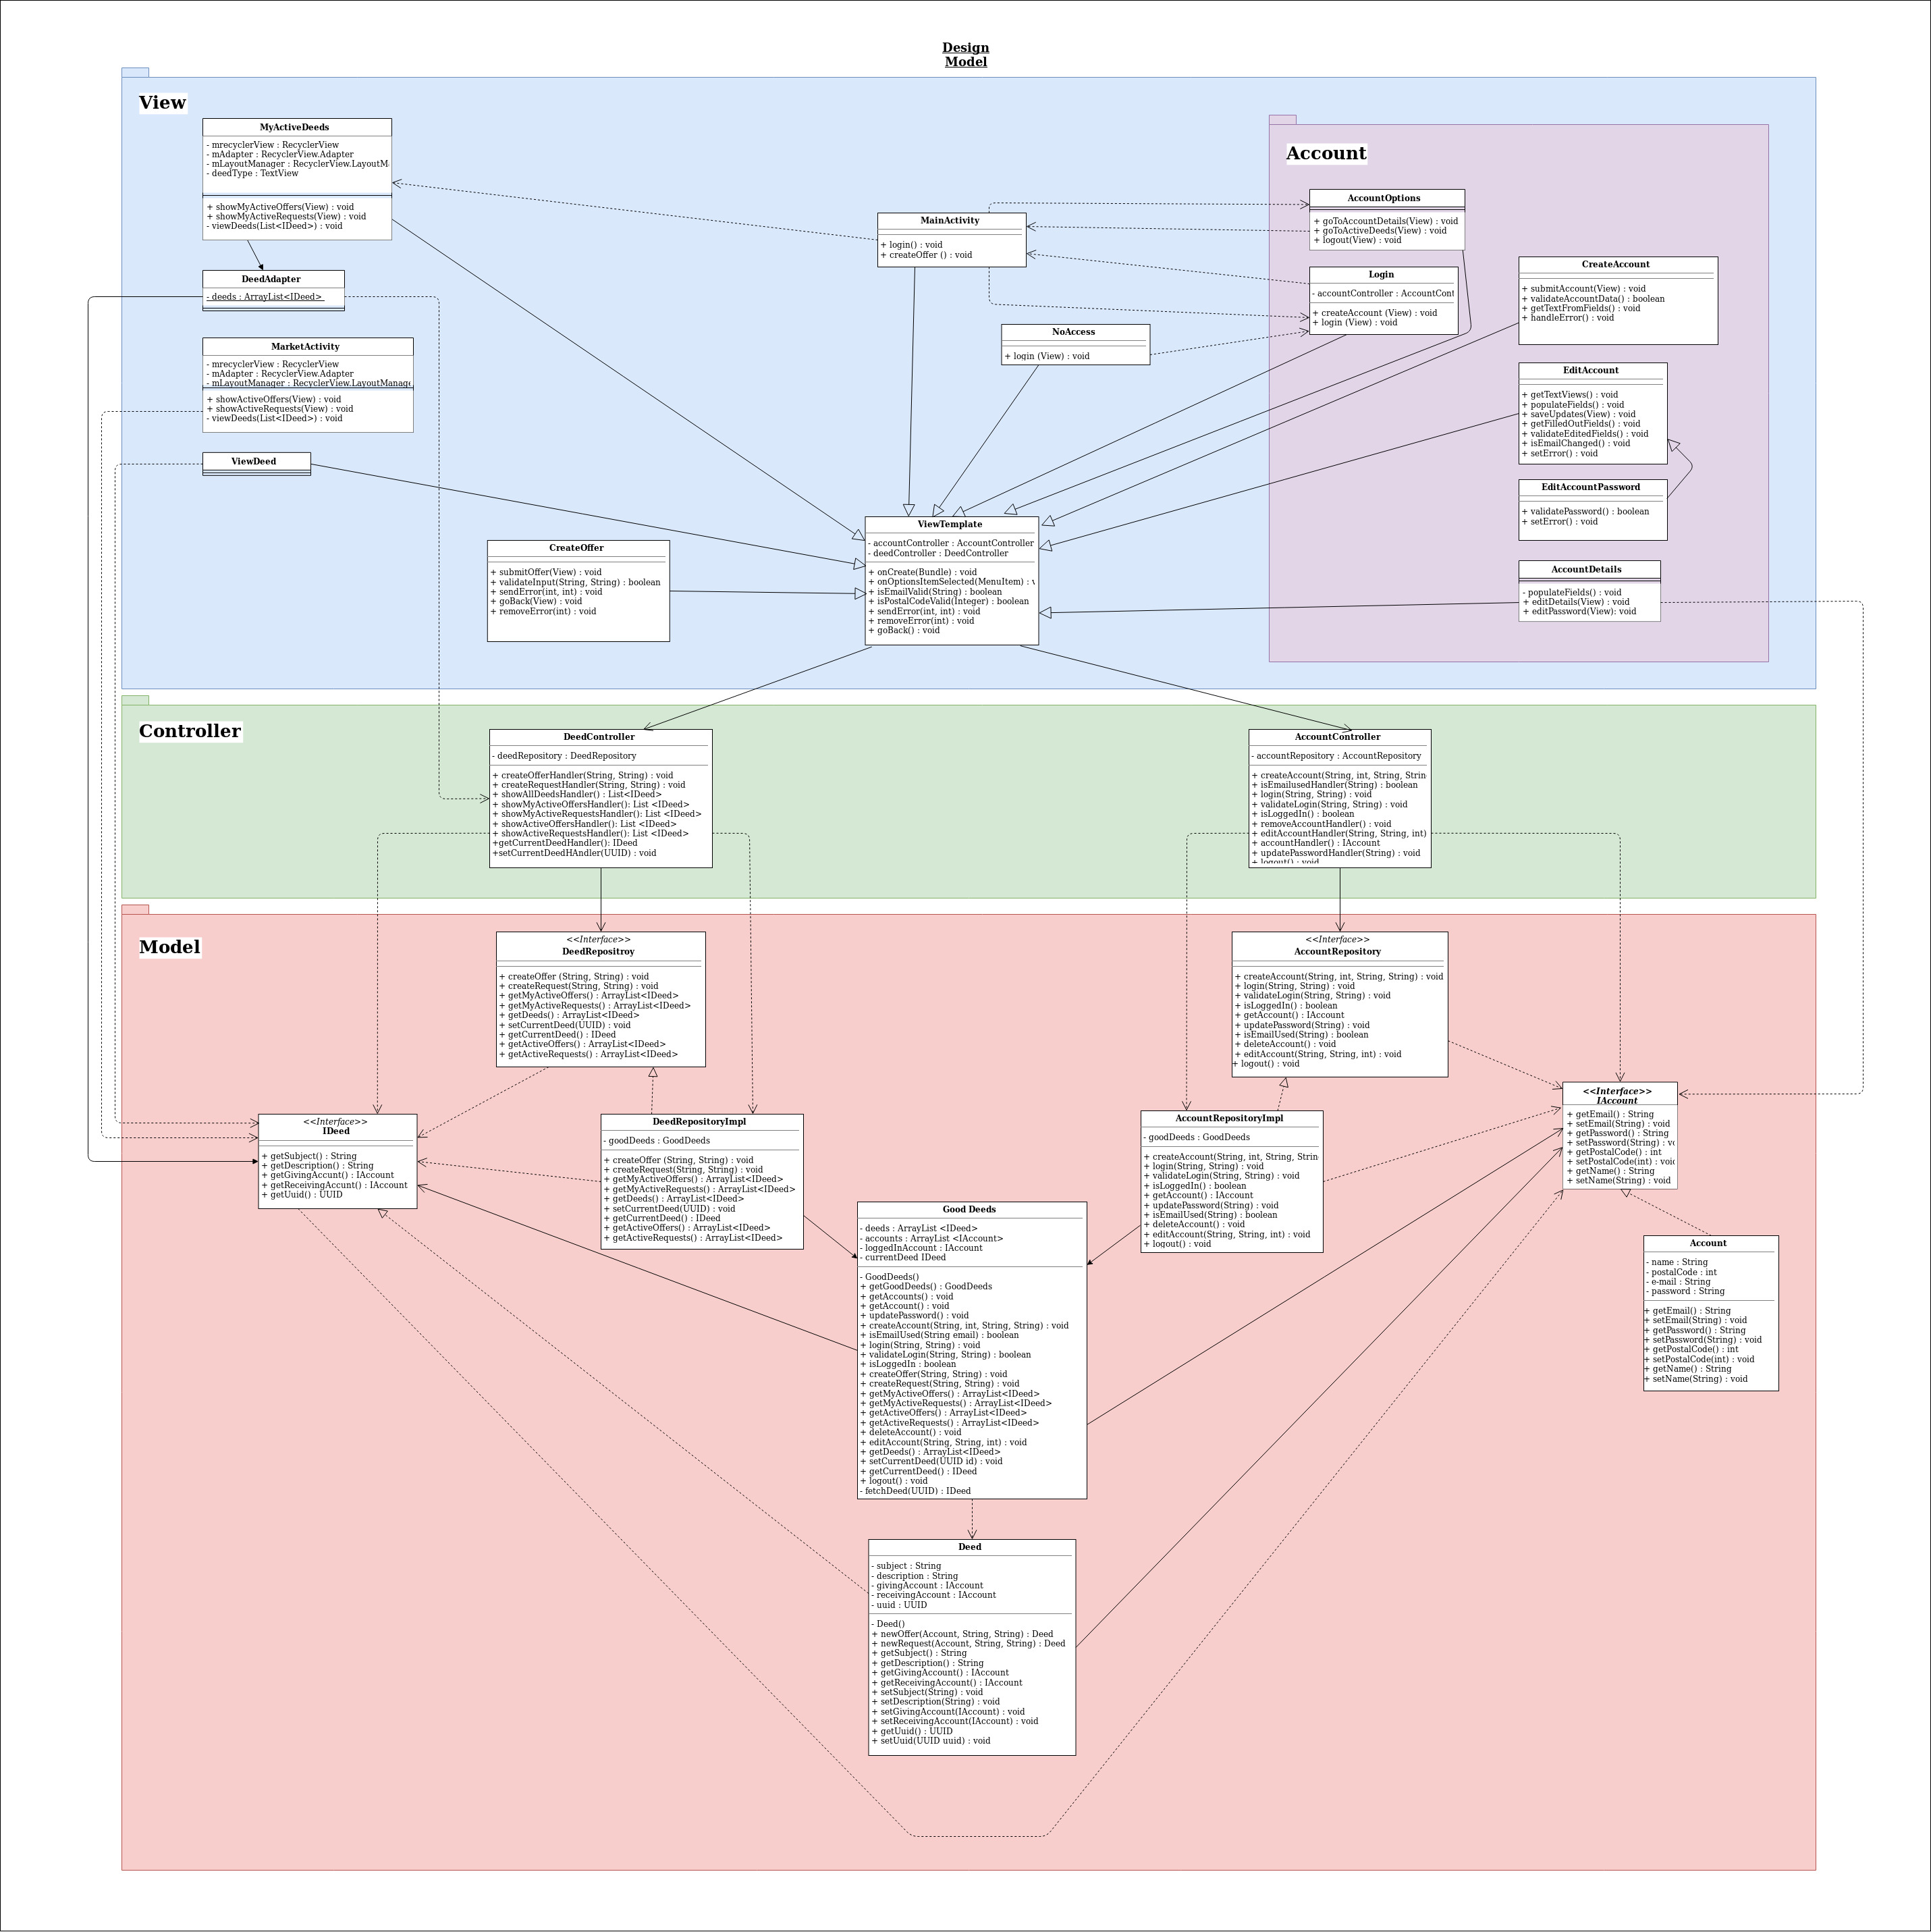 Design
Model
View
MyActiveDeeds
- mrecyclerView : RecyclerView
- mAdapter : RecyclerView.Adapter
- mLayoutManager : RecyclerView.LayoutM
- deedType : TextView
+ showMyActiveOffers(View) : void
+ showMyActiveRequests(View) : void
- viewDeeds(List<IDeed>) : void
DeedAdapter
- deeds : ArrayList<IDeed>
MarketActivity
- mrecyclerView : RecyclerView
- mAdapter : RecyclerView.Adapter
- mLayoutManager : RecyclerView.LayoutManage
+ showActiveOffers(View) : void
+ showActiveRequests(View) : void
- viewDeeds(List<IDeed>) : void
ViewDeed
MainActivity
+ login() : void
+ createOffer () : void
NoAccess
+ login (View) : void
CreateOffer
+ submitOffer(View) : void
+ validateInput(String, String) : boolean
+ sendError(int, int) : void
+ goBack(View) : void
+ removeError(int) : void
ViewTemplate
- accountController : AccountController
- deedController : DeedController
+ onCreate(Bundle) : void
+ onOptionsItemSelected(MenuItem) :
+ isEmailValid(String) : boolean
+ isPostalCodeValid(Integer) : boolean
+ sendError(int, int) : void
+ removeError(int) : void
+ goBack() : void
Account
AccountOptions
+ goToAccountDetails(View) : void
+ goToActiveDeeds(View) : void
+ logout(View) : void
Login
- accountController : AccountCont
+ createAccount (View) : void
+ login (View) : void
CreateAccount
+ submitAccount(View) : void
+ validateAccountData() : boolean
+ getTextFromFields() : void
+ handleError() : void
EditAccount
+ getTextViews() : void
+ populateFields() : void
+ saveUpdates(View) : void
+ getFilledOutFields() : void
+ validateEditedFields() : void
+ isEmailChanged() : void
+ setError() : void
EditAccountPassword
+ validatePassword() : boolean
+ setError() : void
AccountDetails
- populateFields() : void
+ editDetails(View) : void
+ editPassword(View): void
Controller
DeedController
- deedRepository : DeedRepository
+ createOfferHandler(String, String) : void
+ createRequestHandler(String, String) : void
+ showAllDeedsHandler() : List<IDeed>
+ showMyActiveOffersHandler(): List <IDeed>
+ showMyActiveRequestsHandler(): List <IDeed>
+ showActiveOffersHandler(): List <IDeed>
+ showActiveRequestsHandler(): List <IDeed>
+getCurrentDeedHandler(): IDeed
+setCurrentDeedHAndler(UUID) : void
AccountController
- accountRepository : AccountRepository
+ createAccount(String, int, String, Strin
+ isEmailusedHandler(String) : boolean
+ login(String, String) : void
+ validateLogin(String, String) : void
+ isLoggedIn() : boolean
+ removeAccountHandler() : void
+ editAccountHandler(String, String, int)
+ accountHandler() : IAccount
+ updatePasswordHandler(String) : void
+ logout() : void
Model
<<Interface>>
DeedRepositroy
+ createOffer (String, String) : void
+ createRequest(String, String) : void
+ getMyActiveOffers() : ArrayList<IDeed>
+ getMyActiveRequests() : ArrayList<IDeed>
+ getDeeds() : ArrayList<IDeed>
+ setCurrentDeed(UUID) : void
+ getCurrentDeed() : IDeed
+ getActiveOffers() : ArrayList<IDeed>
+ getActiveRequests() : ArrayList<IDeed>
<<Interface>>
AccountRepository
+ createAccount(String, int, String, String) : void
+ login(String, String) : void
+ validateLogin(String, String) : void
+ isLoggedIn() : boolean
+ getAccount() : IAccount
+ updatePassword(String) : void
+ isEmailUsed(String) : boolean
+ deleteAccount() : void
+ editAccount(String, String, int) : void
+ logout() : void
<<Interface>>
IDeed
+ getSubject() : String
+ getDescription() : String
+ getGivingAccunt() : IAccount
+ getReceivingAccunt() : IAccount
+ getUuid() : UUID
DeedRepositoryImpl
- goodDeeds : GoodDeeds
+ createOffer (String, String) : void
+ createRequest(String, String) : void
+ getMyActiveOffers() : ArrayList<IDeed>
+ getMyActiveRequests() : ArrayList<IDeed>
+ getDeeds() : ArrayList<IDeed>
+ setCurrentDeed(UUID) : void
+ getCurrentDeed() : IDeed
+ getActiveOffers() : ArrayList<IDeed>
+ getActiveRequests() : ArrayList<IDeed>
AccountRepositoryImpl
- goodDeeds : GoodDeeds
+ createAccount(String, int, String, Strin
+ login(String, String) : void
+ validateLogin(String, String) : void
+ isLoggedIn() : boolean
+ getAccount() : IAccount
+ updatePassword(String) : void
+ isEmailUsed(String) : boolean
+ deleteAccount() : void
+ editAccount(String, String, int) : void
+ logout() : void
<<Interface>>
IAccount
+ getEmail() : String
+ setEmail(String) : void
+ getPassword() : String
+ setPassword(String) : vo
+ getPostalCode() : int
+ setPostalCode(int) : void
+ getName() : String
+ setName(String) : void
Good Deeds
- deeds : ArrayList <IDeed>
- accounts : ArrayList <IAccount>
- loggedInAccount : IAccount
- currentDeed IDeed
- GoodDeeds()
+ getGoodDeeds() : GoodDeeds
+ getAccounts() : void
+ getAccount() : void
+ updatePassword() : void
+ createAccount(String, int, String, String) : void
+ isEmailUsed(String email) : boolean
+ login(String, String) : void
+ validateLogin(String, String) : boolean
+ isLoggedIn : boolean
+ createOffer(String, String) : void
+ createRequest(String, String) : void
+ getMyActiveOffers() : ArrayList<IDeed>
+ getMyActiveRequests() : ArrayList<IDeed>
+ getActiveOffers() : ArrayList<IDeed>
+ getActiveRequests() : ArrayList<IDeed>
+ deleteAccount() : void
+ editAccount(String, String, int) : void
+ getDeeds() : ArrayList<IDeed>
+ setCurrentDeed(UUID id) : void
+ getCurrentDeed() : IDeed
+ logout() : void
- fetchDeed(UUID) : IDeed
Account
- name : String
- postalCode : int
- e-mail : String
- password : String
+ getEmail() : String
+ setEmail(String) : void
+ getPassword() : String
+ setPassword(String) : void
+ getPostalCode() : int
+ setPostalCode(int) : void
+ getName() : String
+ setName(String) : void
Deed
- subject : String
- description : String
- givingAccount : IAccount
- receivingAccount : IAccount
- uuid : UUID
- Deed()
+ newOffer(Account, String, String) : Deed
+ newRequest(Account, String, String) : Deed
+ getSubject() : String
+ getDescription() : String
+ getGivingAccount() : IAccount
+ getReceivingAccount() : IAccount
+ setSubject(String) : void
+ setDescription(String) : void
+ setGivingAccount(IAccount) : void
+ setReceivingAccount(IAccount) : void
+ getUuid() : UUID
+ setUuid(UUID uuid) : void